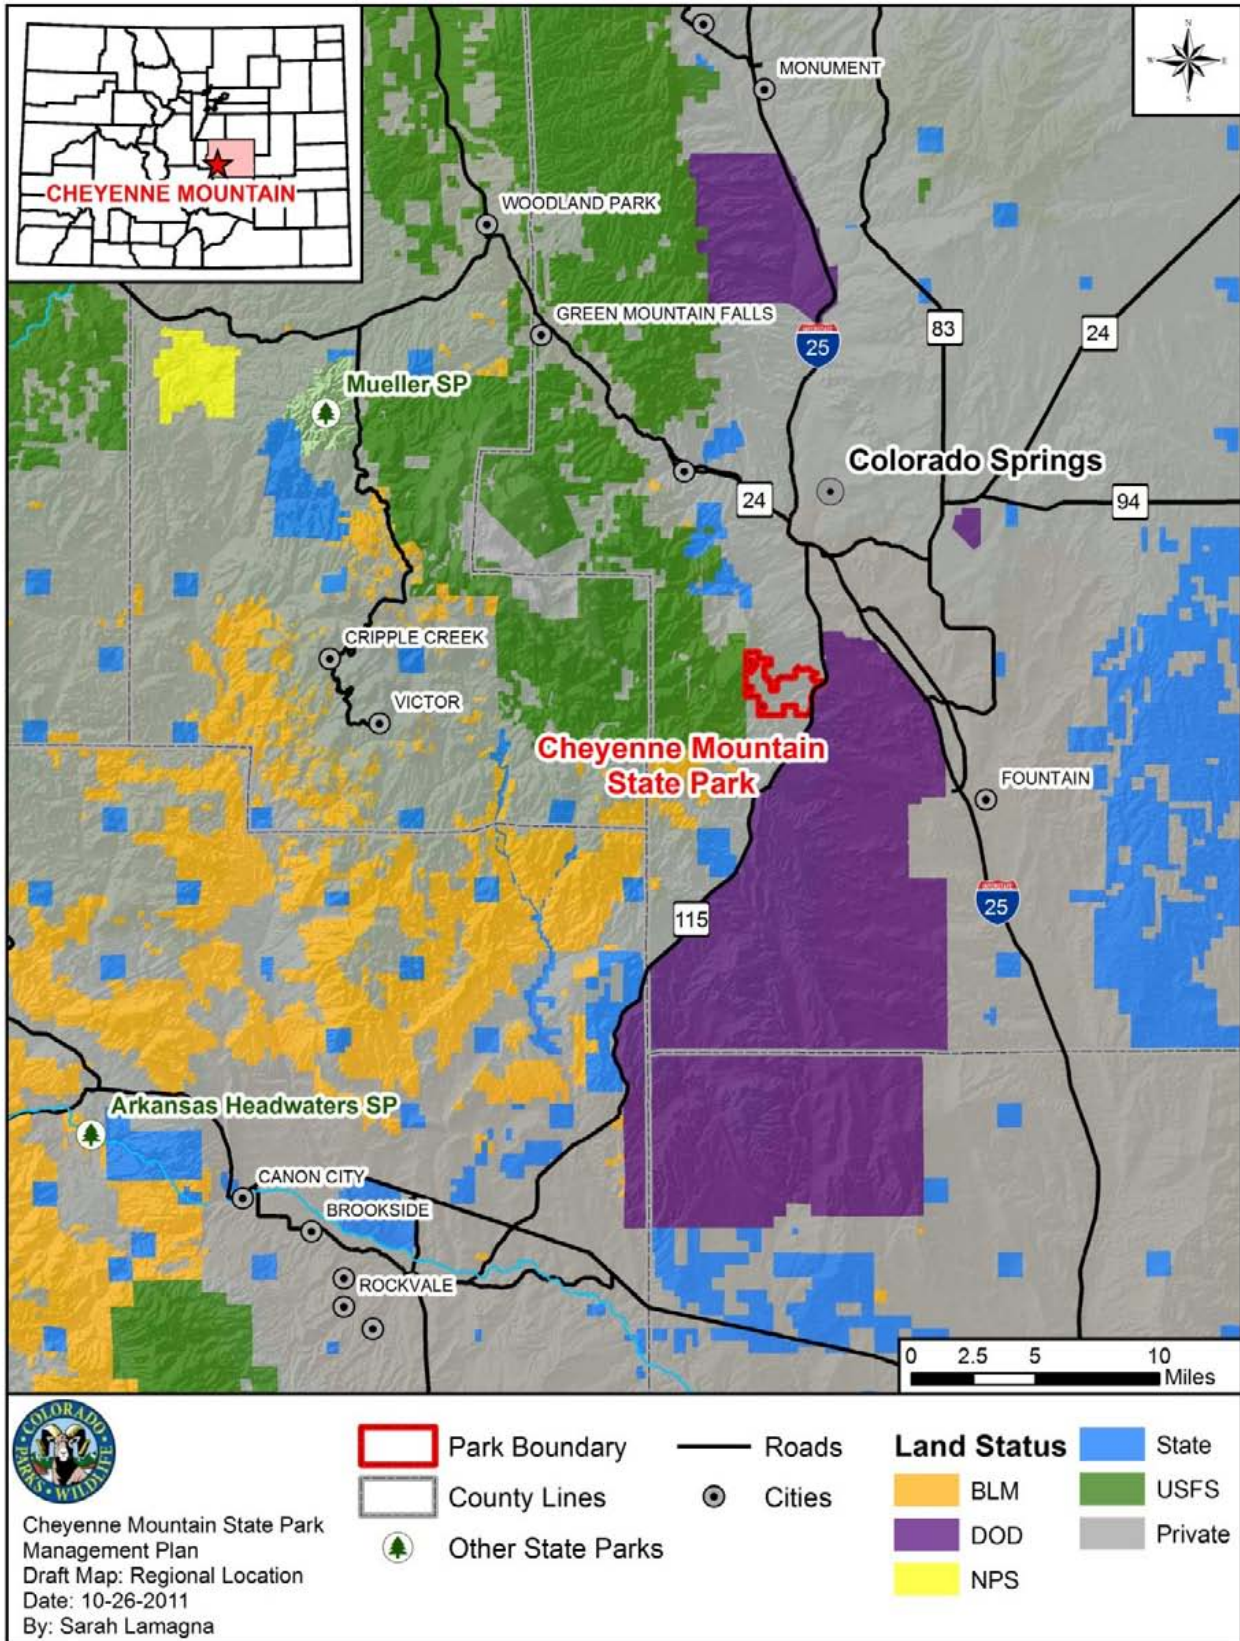 CHEYENNE MOUNTAIN
N
W
E
S
MONUMENT
WOODLAND PARK
GREEN MOUNTAIN FALLS
INTERSTATE
25
83
24
Mueller SP
Colorado Springs
24
94
CRIPPLE CREEK
VICTOR
Cheyenne Mountain
State Park
FOUNTAIN
INTERSTATE
25
115
Arkansas Headwaters SP
CANON CITY
BROOKSIDE
ROCKVALE
0 2.5 5 10
Miles
COLORADO
PARKS • WILDLIFE
Cheyenne Mountain State Park
Management Plan
Draft Map: Regional Location
Date: 10-26-2011
By: Sarah Lamagna
Park Boundary
County Lines
Other State Parks
Roads
Cities
Land Status
BLM
DOD
NPS
State
USFS
Private